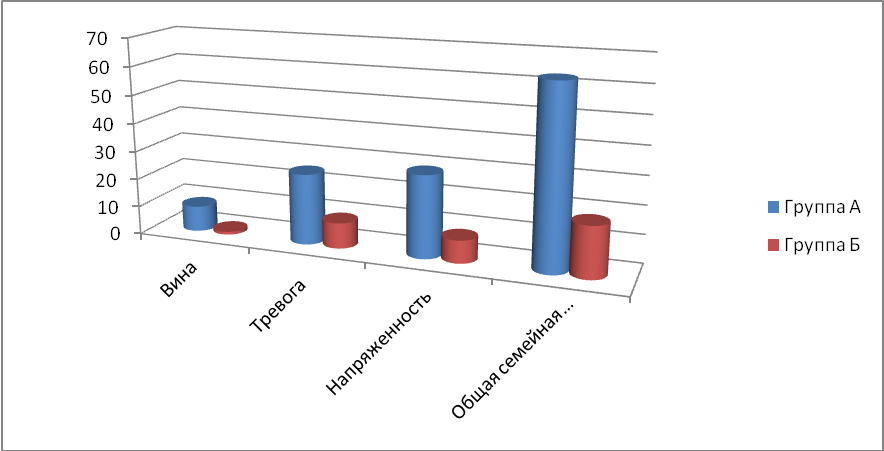 70
60
50
40
30
20
10
0
Вина
Тревога
Напряженность
Общая семейная...
Группа А
Группа Б